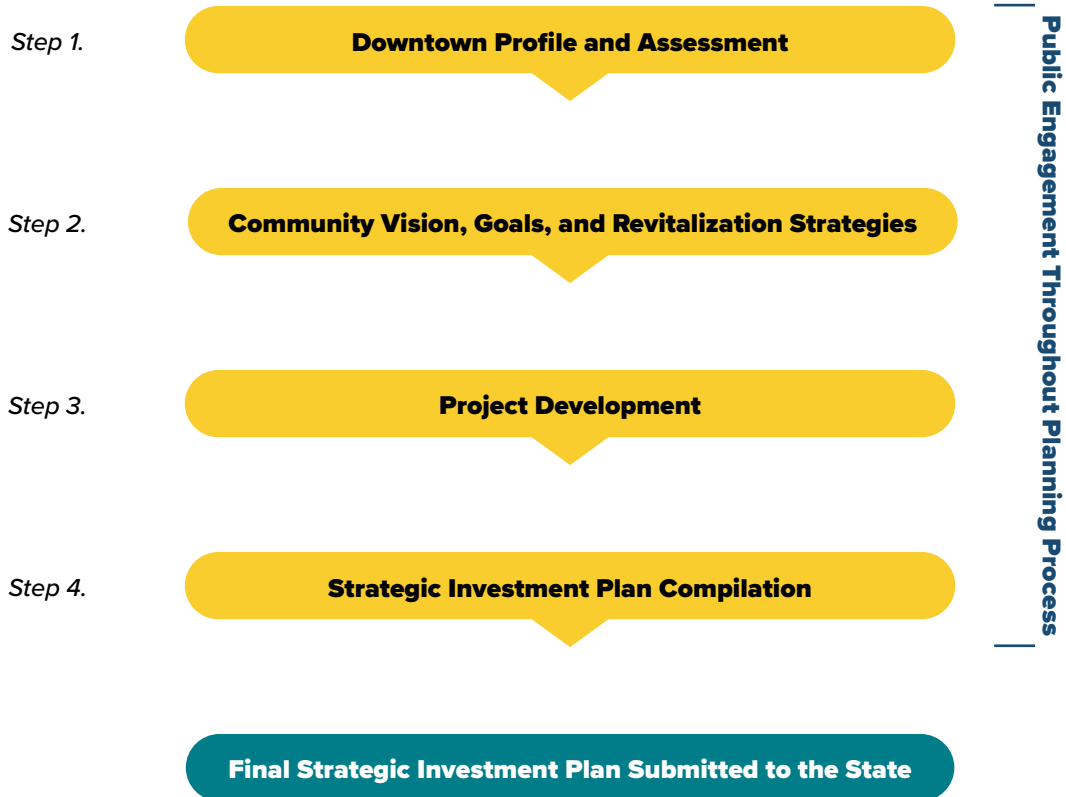 Step 1.
Downtown Profile and Assessment
Step 2.
Community Vision, Goals, and Revitalization Strategies
Step 3.
Project Development
Step 4.
Strategic Investment Plan Compilation
Final Strategic Investment Plan Submitted to the State
Public Engagement Throughout Planning Process